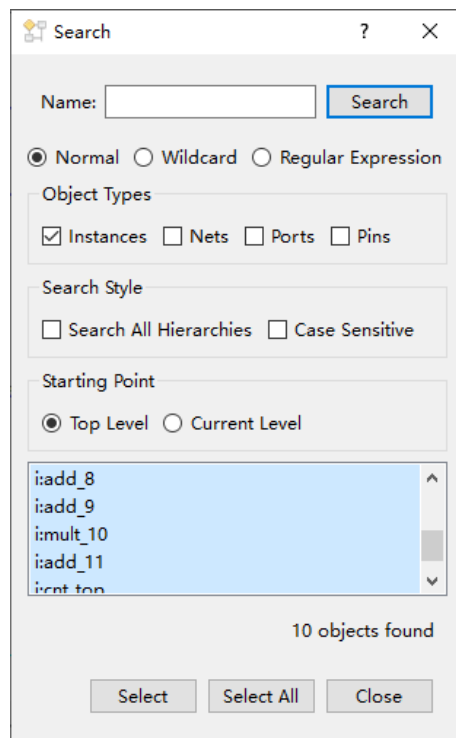 Search ?
Name: Search
Normal Wildcard Regular Expression
Object Types
Instances Nets Ports Pins
Search Style
Search All Hierarchies Case Sensitive
Starting Point
Top Level Current Level
i:add_8
i:add_9
i:mult_10
i:add_11
i:cnt_top
10 objects found
Select Select All Close